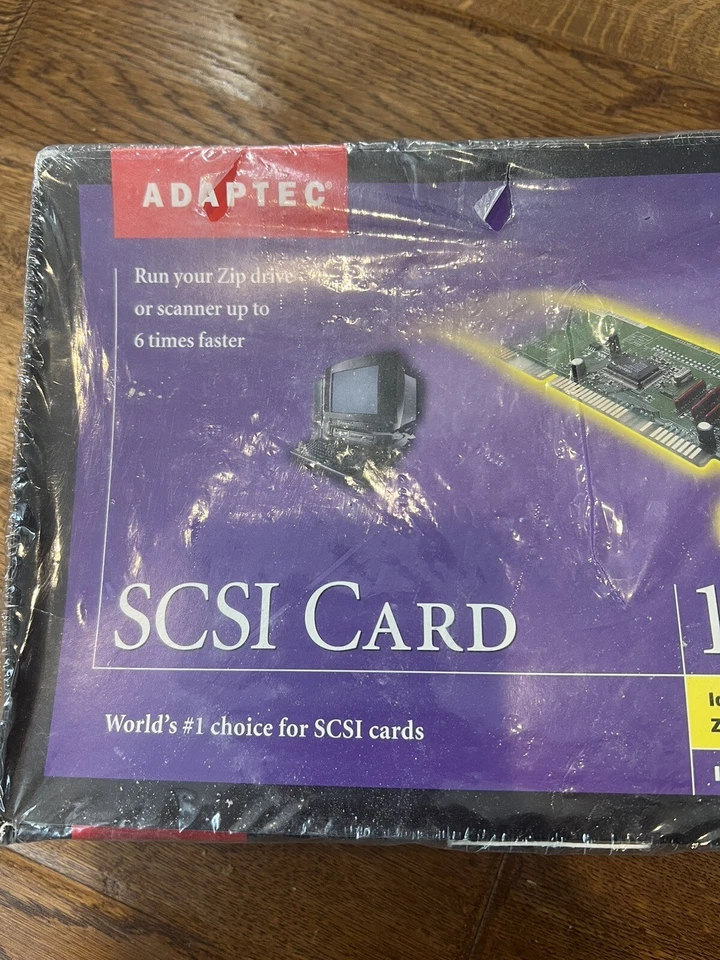 ADAPTEC®
Run your Zip drive
or scanner up to
6 times faster
SCSI CARD
World's #1 choice for SCSI cards